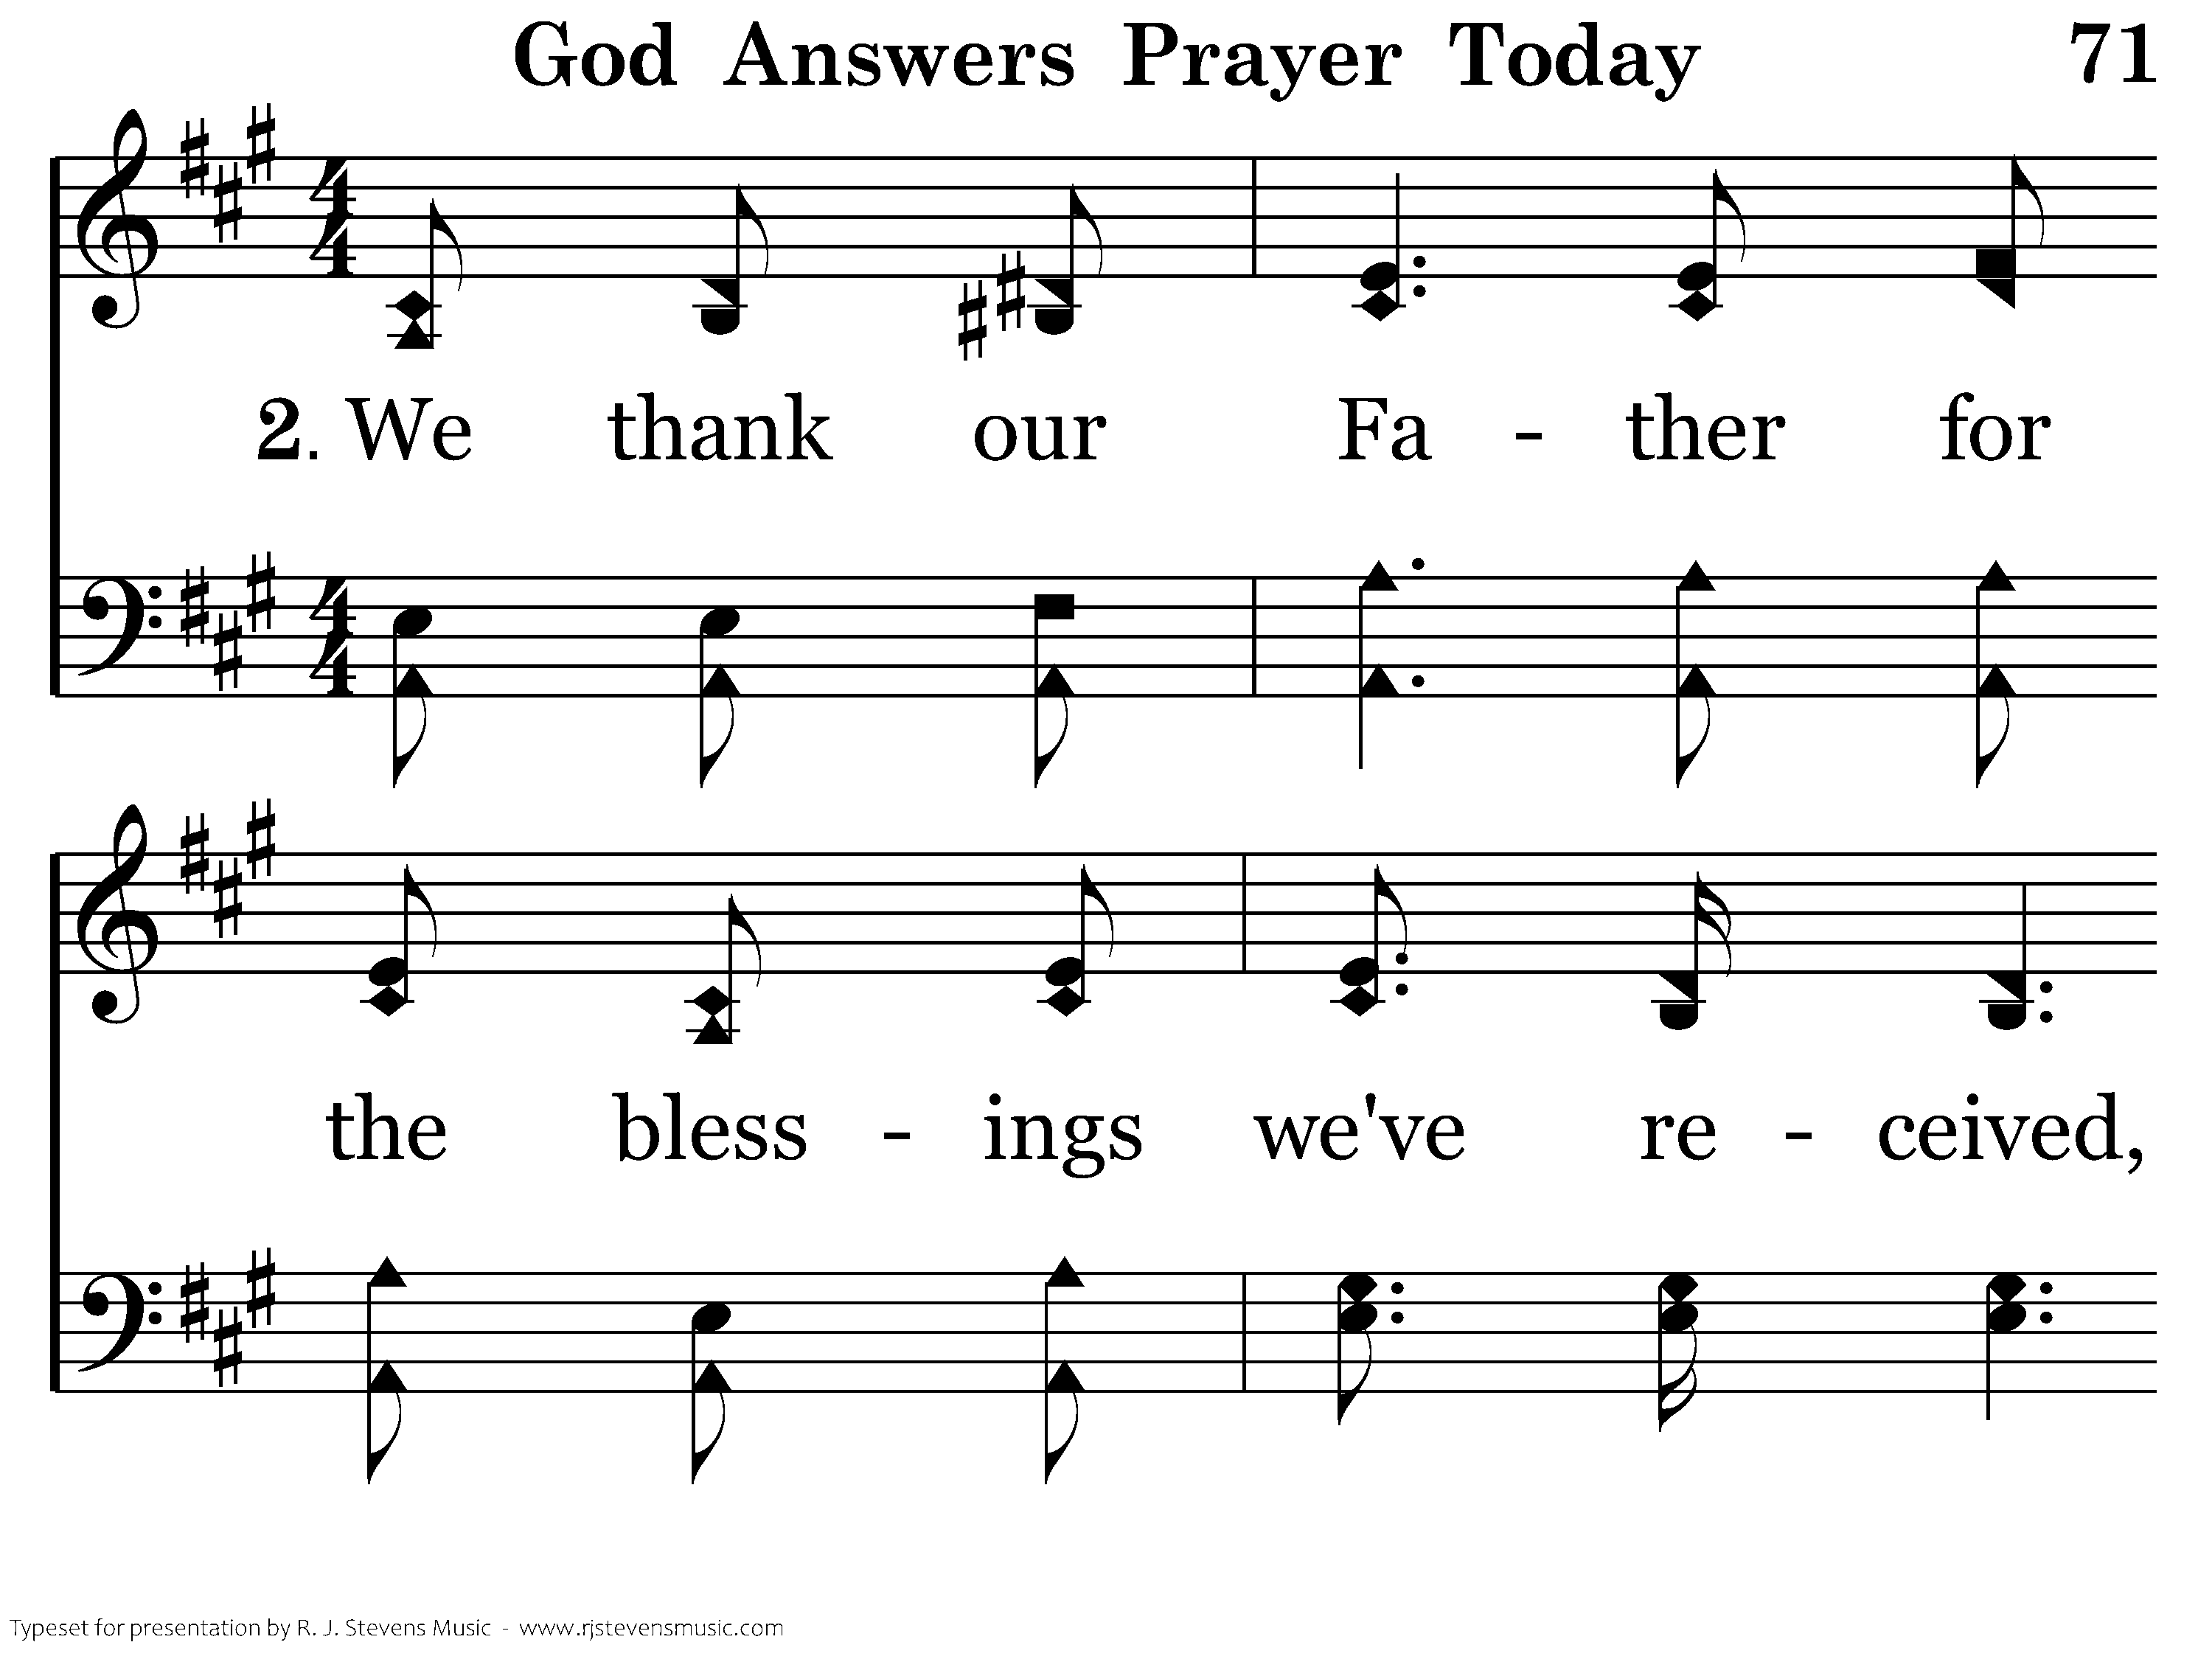 God Answers Prayer Today 71
2. We thank our Fa - ther for
the bless - ings we've re - ceived,
Typeset for presentation by R. J. Stevens Music - www.rjstevensmusic.com